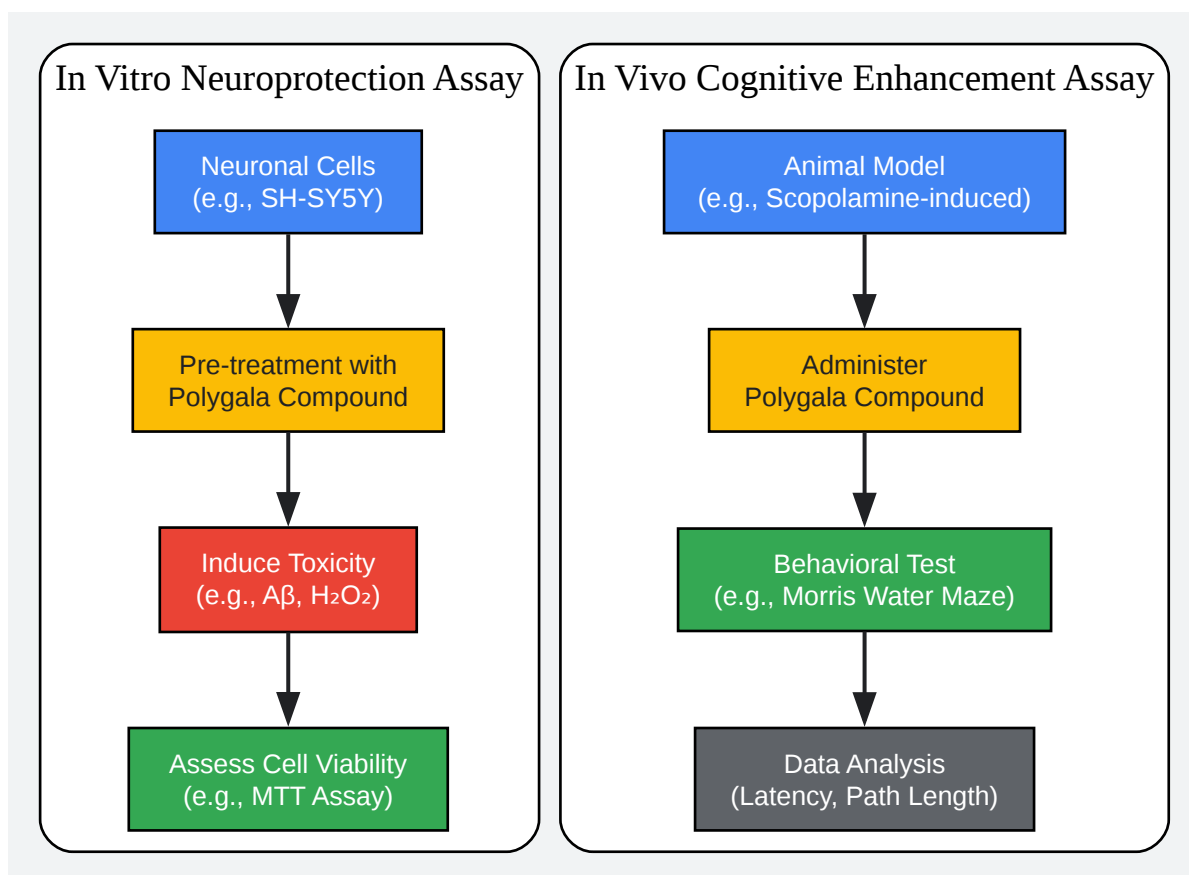 In Vitro Neuroprotection Assay
Neuronal Cells
(e.g., SH-SY5Y)
Pre-treatment with
Polygala Compound
Induce Toxicity
(e.g., Aβ, H₂O₂)
Assess Cell Viability
(e.g., MTT Assay)
In Vivo Cognitive Enhancement Assay
Animal Model
(e.g., Scopolamine-induced)
Administer
Polygala Compound
Behavioral Test
(e.g., Morris Water Maze)
Data Analysis
(Latency, Path Length)